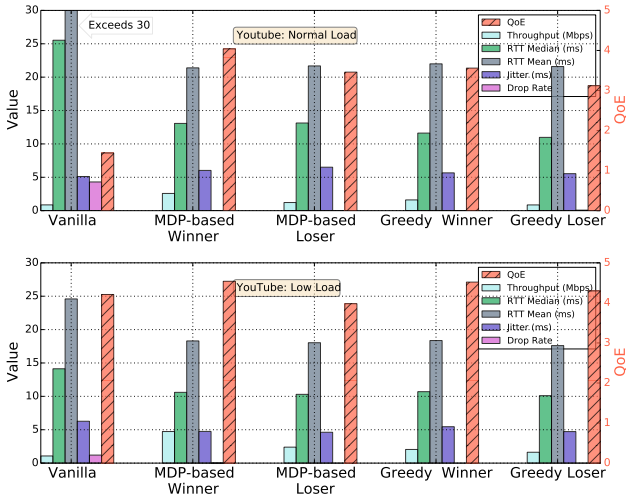 30
25
20
15
10
5
0
Value
Exceeds 30
Youtube: Normal Load
QoE
Throughput (Mbps)
RTT Median (ms)
RTT Mean (ms)
Jitter (ms)
Drop Rate
5
4
3
2
1
0
QoE
Vanilla
MDP-based
Winner
MDP-based
Loser
Greedy Winner
Greedy Loser
30
25
20
15
10
5
0
Value
YouTube: Low Load
QoE
Throughput (Mbps)
RTT Median (ms)
RTT Mean (ms)
Jitter (ms)
Drop Rate
5
4
3
2
1
0
QoE
Vanilla
MDP-based
Winner
MDP-based
Loser
Greedy Winner
Greedy Loser